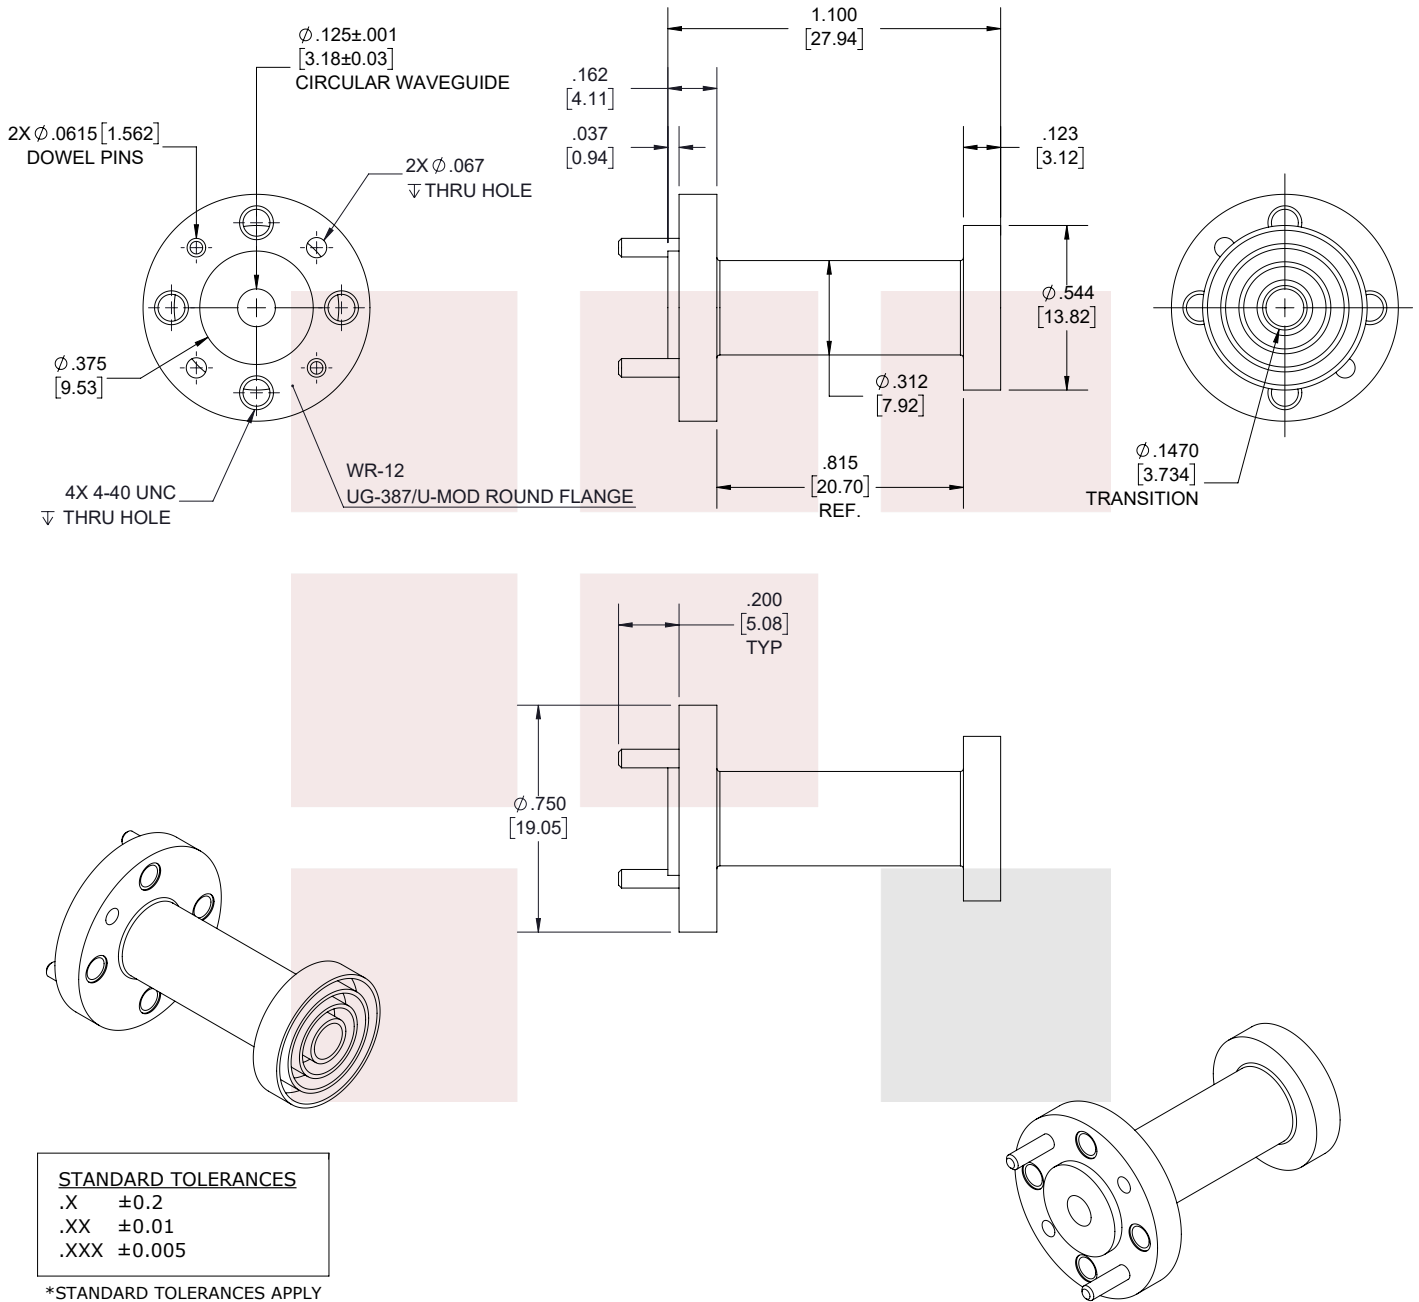 ∅.125±.001
[3.18±0.03]
CIRCULAR WAVEGUIDE
2X ∅.0615[1.562]
DOWEL PINS
2X ∅.067
↧ THRU HOLE
∅.375
[9.53]
4X 4-40 UNC
↧ THRU HOLE
WR-12
UG-387/U-MOD ROUND FLANGE
1.100
[27.94]
.162
[4.11]
.037
[0.94]
.123
[3.12]
∅.544
[13.82]
∅.312
[7.92]
.815
[20.70]
REF.
∅.1470
[3.734]
TRANSITION
.200
[5.08]
TYP
∅.750
[19.05]
STANDARD TOLERANCES
.X ±0.2
.XX ±0.01
.XXX ±0.005
*STANDARD TOLERANCES APPLY